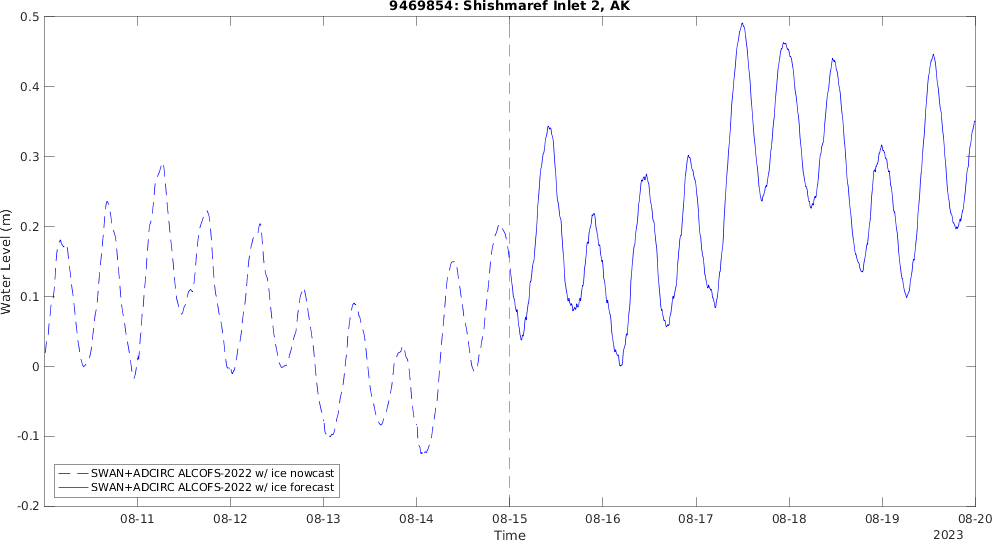 9469854: Shishmaref Inlet 2, AK
0.5
0.4
0.3
0.2
0.1
0
-0.1
-0.2
Water Level (m)
SWAN+ADCIRC ALCOFS-2022 w/ ice nowcast
SWAN+ADCIRC ALCOFS-2022 w/ ice forecast
08-11 08-12 08-13 08-14 08-15 08-16 08-17 08-18 08-19 08-20
Time
2023